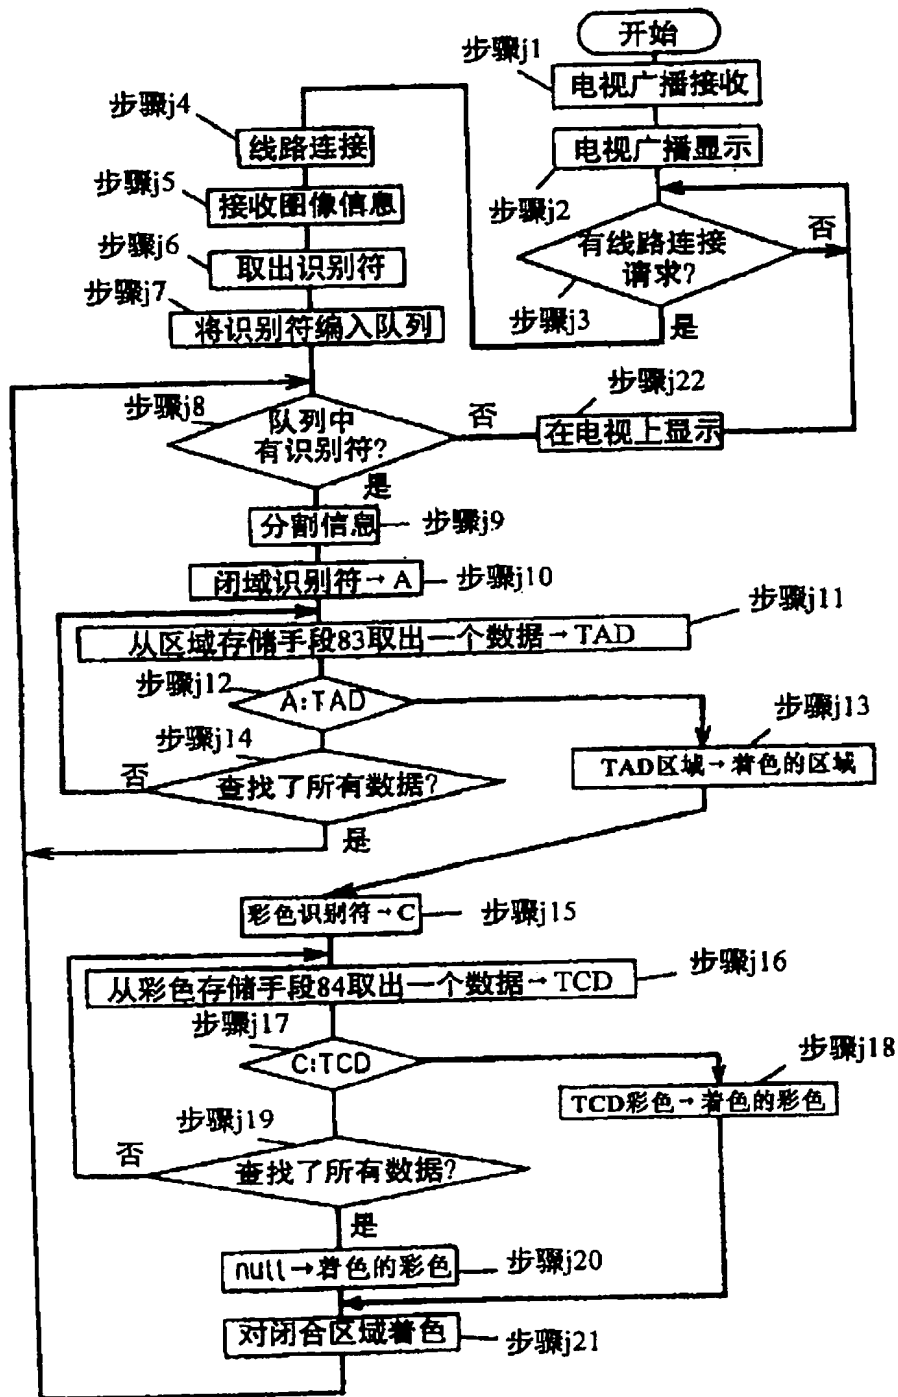 开始
步骤j1
电视广播接收
步骤j4
线路连接
电视广播显示
步骤j5
步骤j2
接收图像信息
有线路连接
请求?
否
步骤j6
取出识别符
步骤j7
步骤j3
是
将识别符编入队列
步骤j22
步骤j8
队列中
有识别符?
否
在电视上显示
是
分割信息
步骤j9
闭域识别符→A
步骤j10
步骤j11
从区域存储手段83取出一个数据→TAD
步骤j12
A:TAD
步骤j13
步骤j14
TAD区域→着色的区域
否
查找了所有数据?
是
彩色识别符→C
步骤j15
步骤j16
从彩色存储手段84取出一个数据→TCD
步骤j17
C:TCD
步骤j18
TCD彩色→着色的彩色
步骤j19
否
查找了所有数据?
是
null→着色的彩色
步骤j20
对闭合区域着色
步骤j21